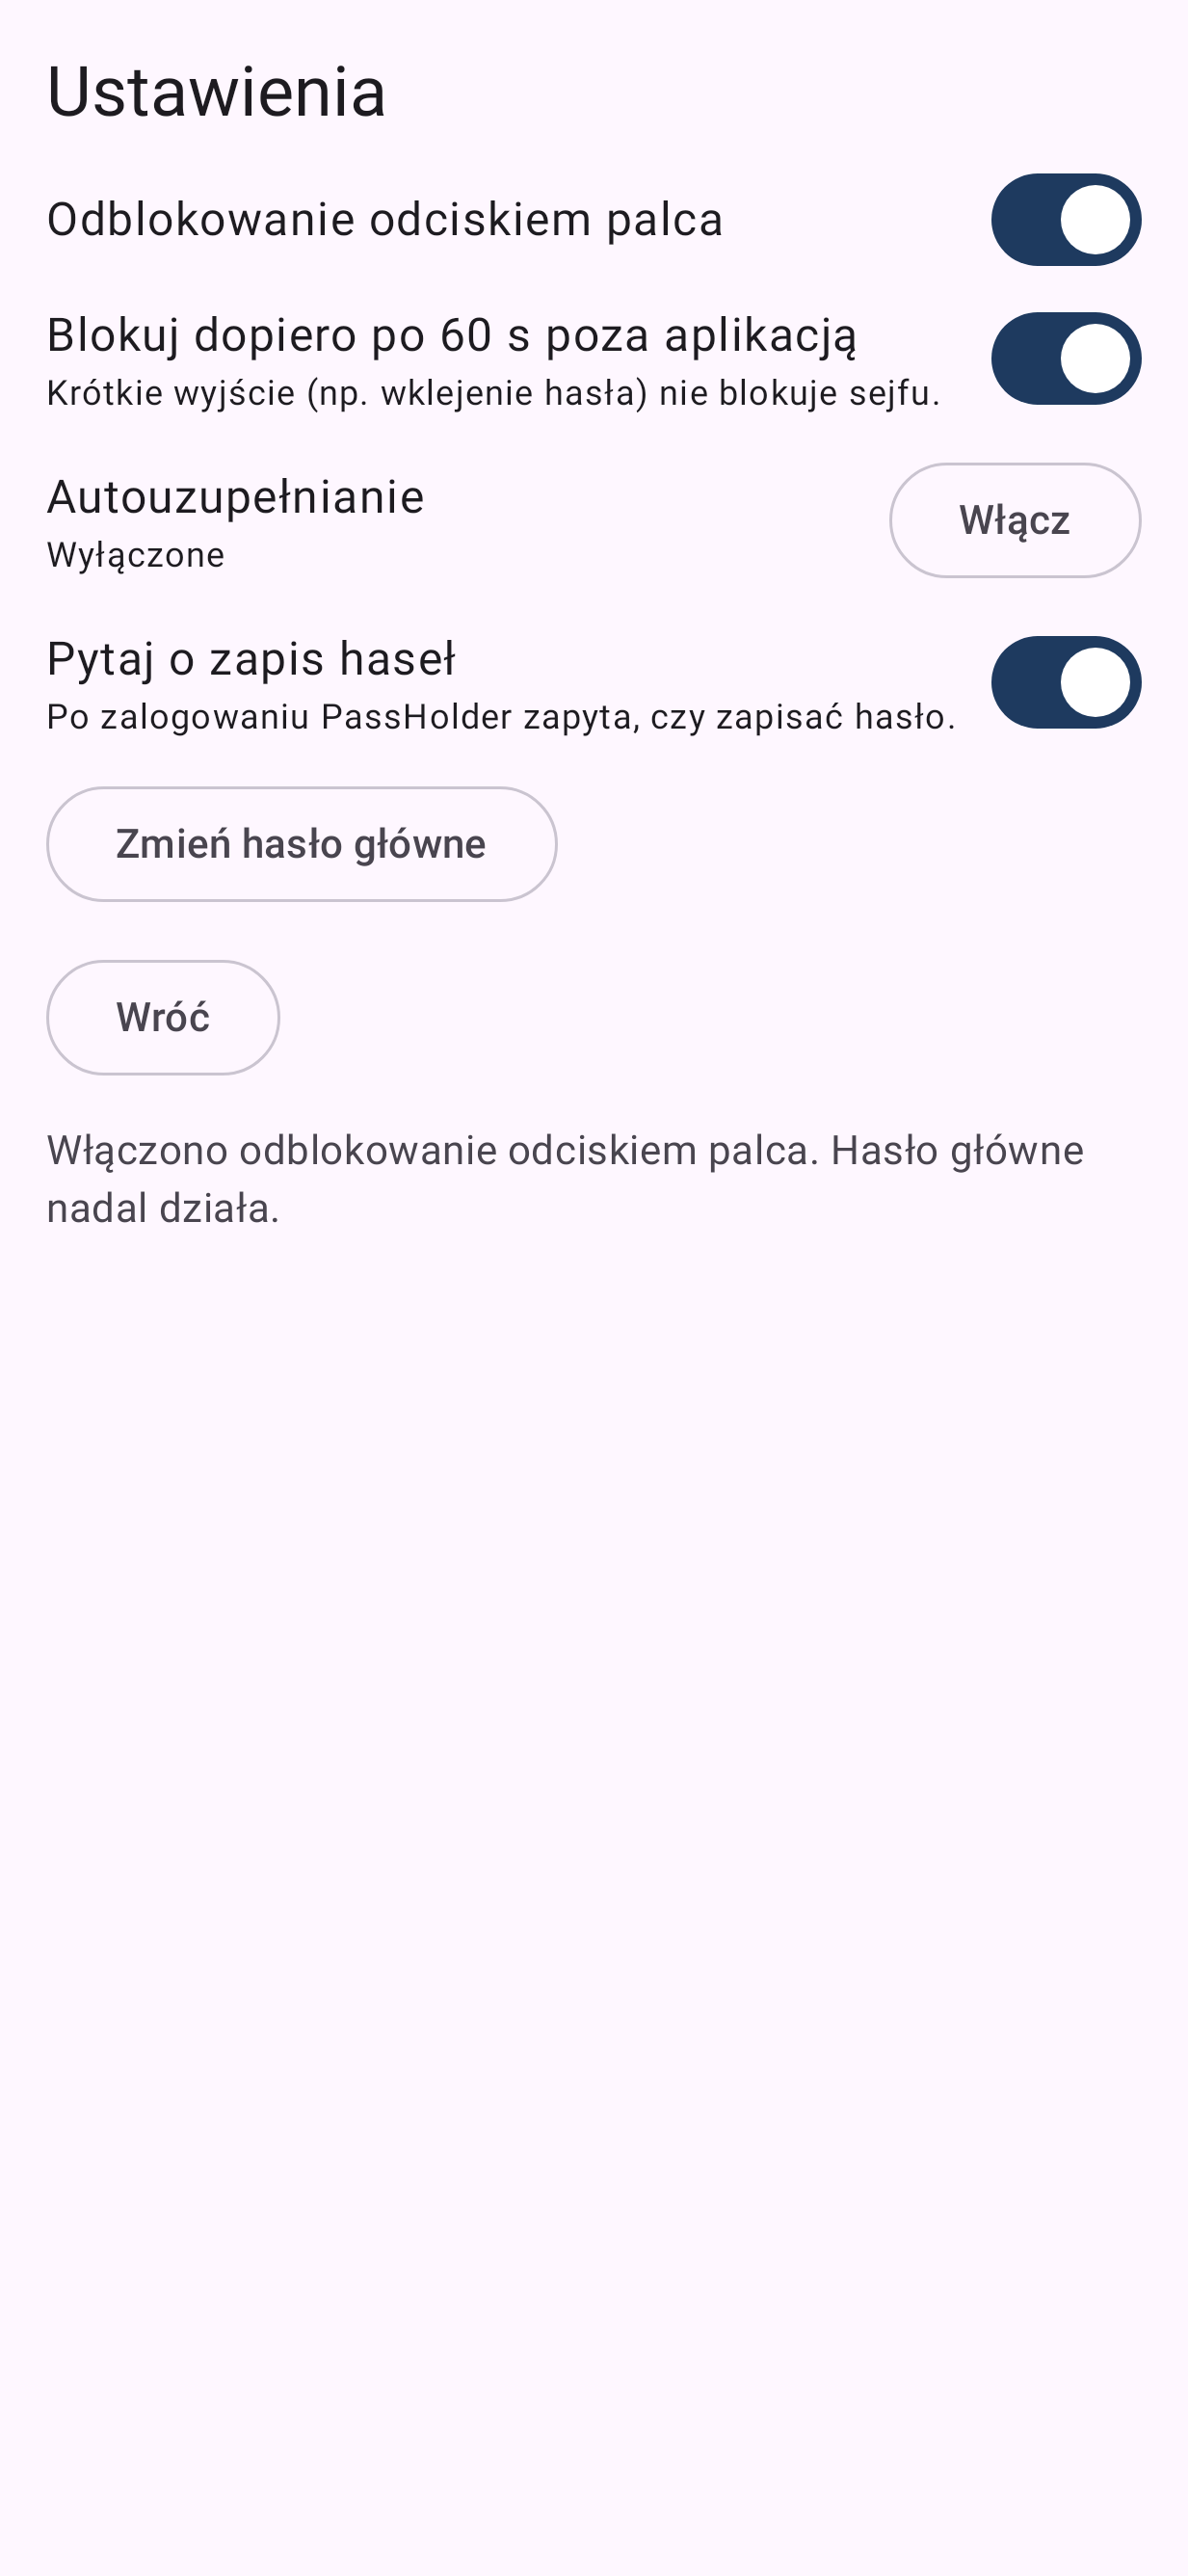 Ustawienia
Odblokowanie odciskiem palca
Blokuj dopiero po 60 s poza aplikacją
Krótkie wyjście (np. wklejenie hasła) nie blokuje sejfu.
Autouzupełnianie
Wyłączone
Włącz
Pytaj o zapis haseł
Po zalogowaniu PassHolder zapyta, czy zapisać hasło.
Zmień hasło główne
Wróć
Włączono odblokowanie odciskiem palca. Hasło główne
nadal działa.